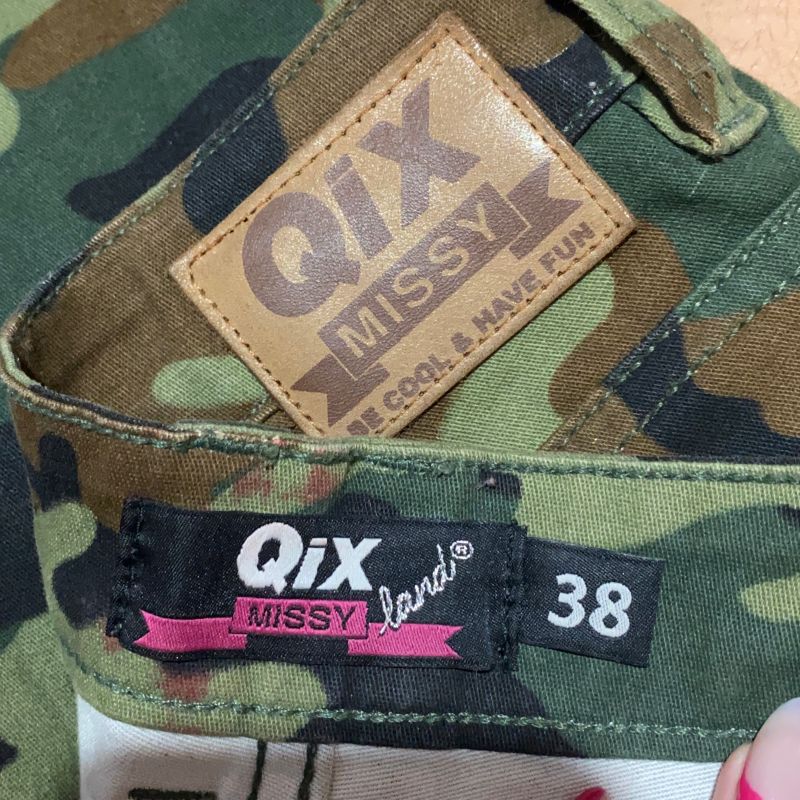 QiX
MISSY
BE COOL & HAVE FUN
QiX
land®
MISSY
38